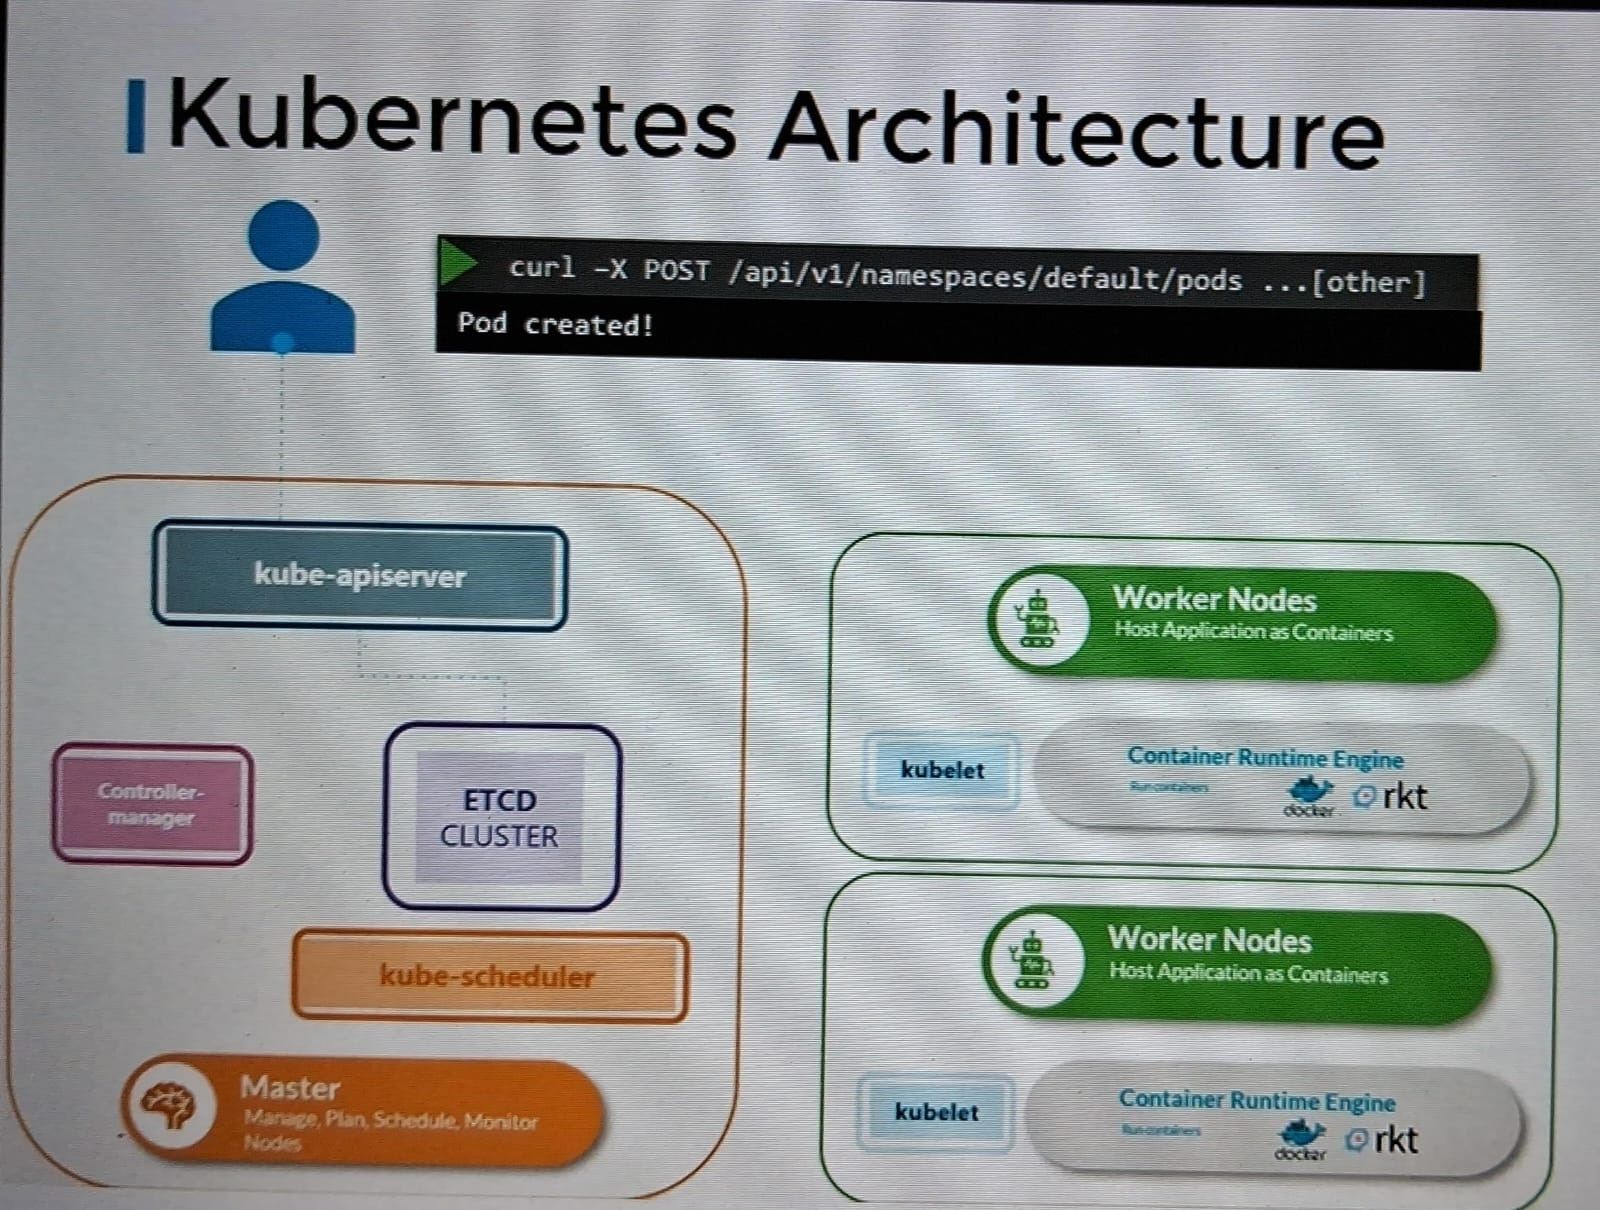 Kubernetes Architecture
curl -X POST /api/v1/namespaces/default/pods ...[other]
Pod created!
kube-apiserver
Controller-
manager
ETCD
CLUSTER
kube-scheduler
Master
Manage, Plan, Schedule, Monitor
Nodes
Worker Nodes
Host Application as Containers
kubelet
Container Runtime Engine
Run containers
docker
rkt
Worker Nodes
Host Application as Containers
kubelet
Container Runtime Engine
Run containers
docker
rkt